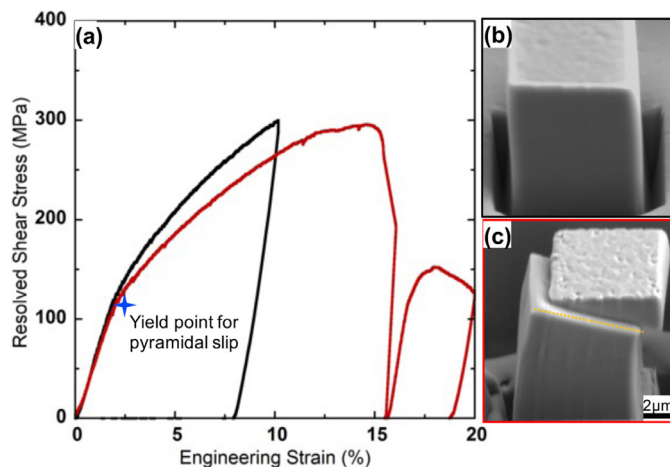 (a)
400
300
200
100
0
Resolved Shear Stress (MPa)
Yield point for
pyramidal slip
0
5
10
15
20
Engineering Strain (%)
(b)
(c)
2μm